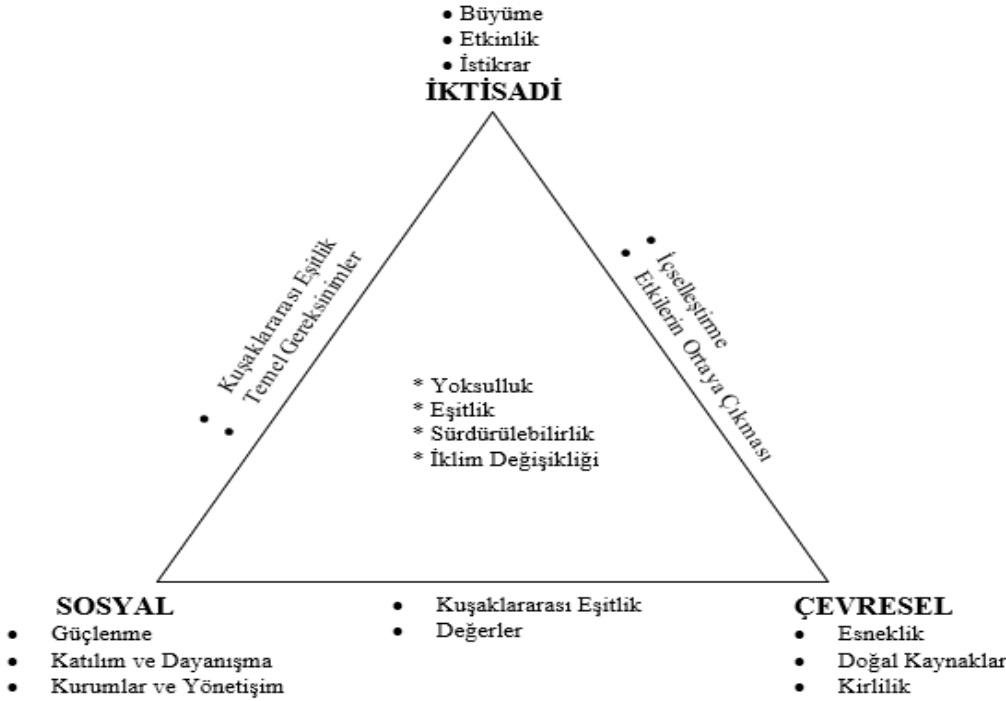 • Büyüme
• Etkinlik
• İstikrar
İKTİSADİ
• Kuşaklararası Eşitlik
• Temel Gereksinimler
• İçselleştirme
• Etkilerin Ortaya Çıkması
* Yoksulluk
* Eşitlik
* Sürdürülebilirlik
* İklim Değişikliği
SOSYAL
• Güçlenme
• Katılım ve Dayanışma
• Kurumlar ve Yönetişim
• Kuşaklararası Eşitlik
• Değerler
ÇEVRESEL
• Esneklik
• Doğal Kaynaklar
• Kirlilik